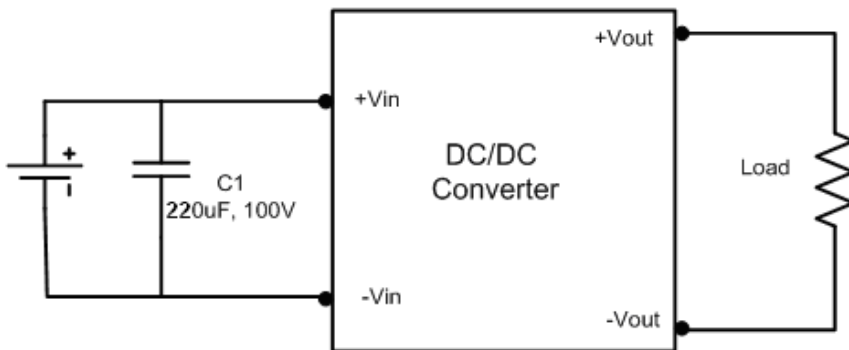 +Vout
+Vin
DC/DC
Converter
Load
+
-
C1
220uF, 100V
-Vin
-Vout